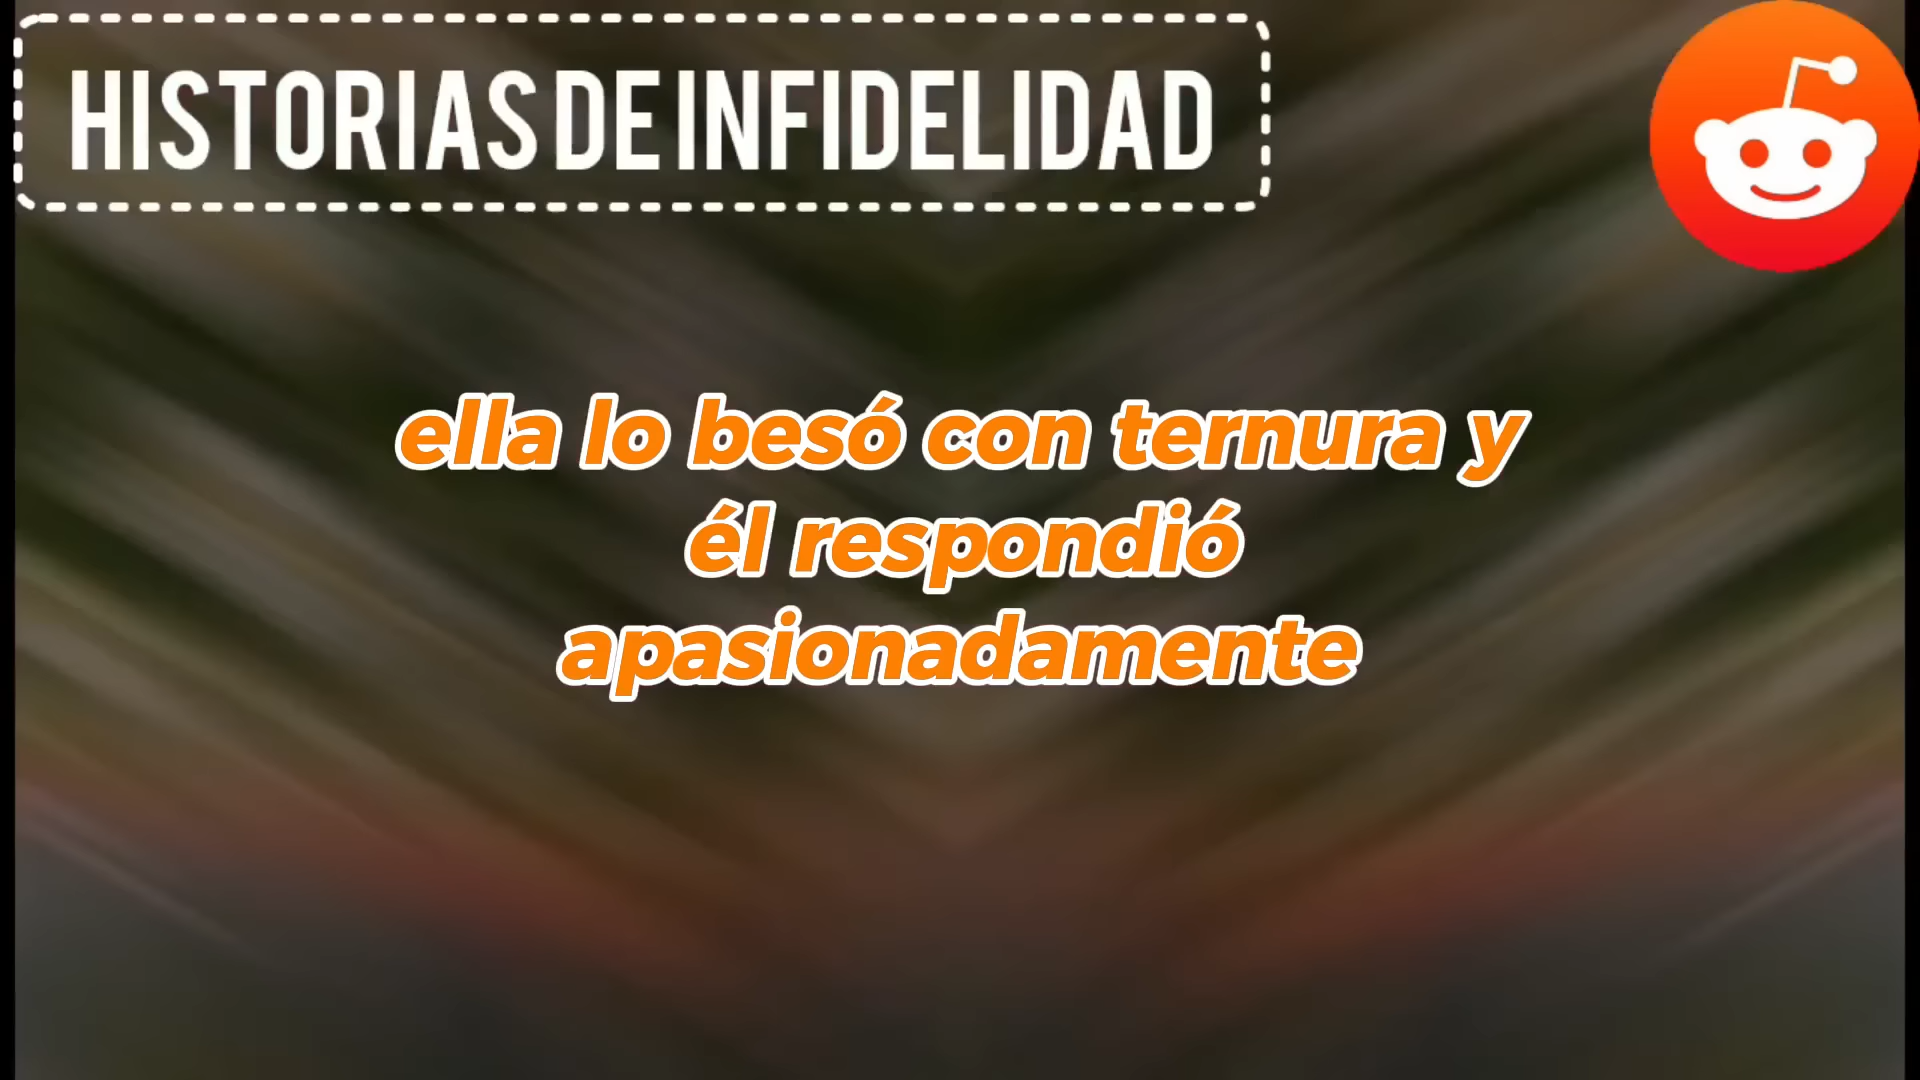 HISTORIAS DE INFIDELIDAD
ella lo besó con ternura y
él respondió
apasionadamente